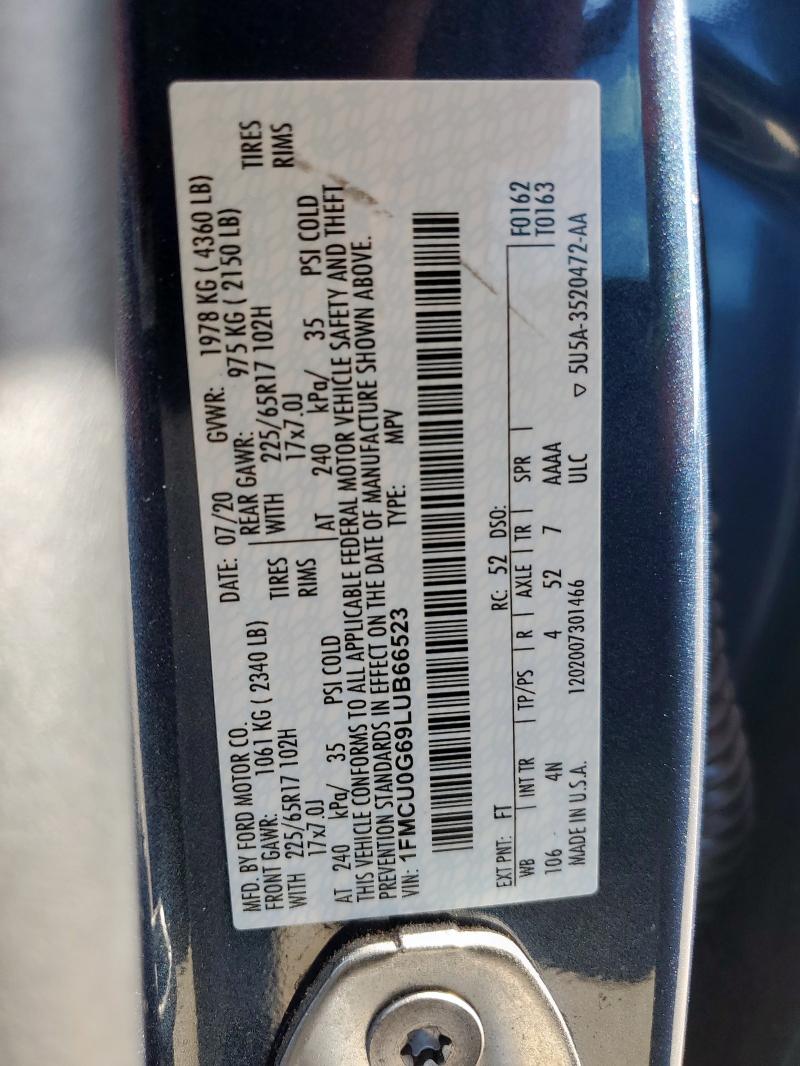 MFD. BY FORD MOTOR CO. DATE: 07/20 GVWR: 1978 KG ( 4360 LB)
FRONT GAWR: 1061 KG ( 2340 LB) REAR GAWR: 975 KG ( 2150 LB)
WITH 225/65R17 102H TIRES WITH 225/65R17 102H TIRES
17x7.0J RIMS 17x7.0J RIMS
AT 240 kPa/ 35 PSI COLD AT 240 kPa/ 35 PSI COLD
THIS VEHICLE CONFORMS TO ALL APPLICABLE FEDERAL MOTOR VEHICLE SAFETY AND THEFT
PREVENTION STANDARDS IN EFFECT ON THE DATE OF MANUFACTURE SHOWN ABOVE.
VIN: 1FMCU0G69LUB66523 TYPE: MPV
EXT PNT: FT RC: 52 DSO: F0162
WB INT TR TP/PS R AXLE TR SPR T0163
106 4N 4 52 7 AAAA
MADE IN U.S.A. 1202007301466 ULC ▽ 5U5A-3520472-AA